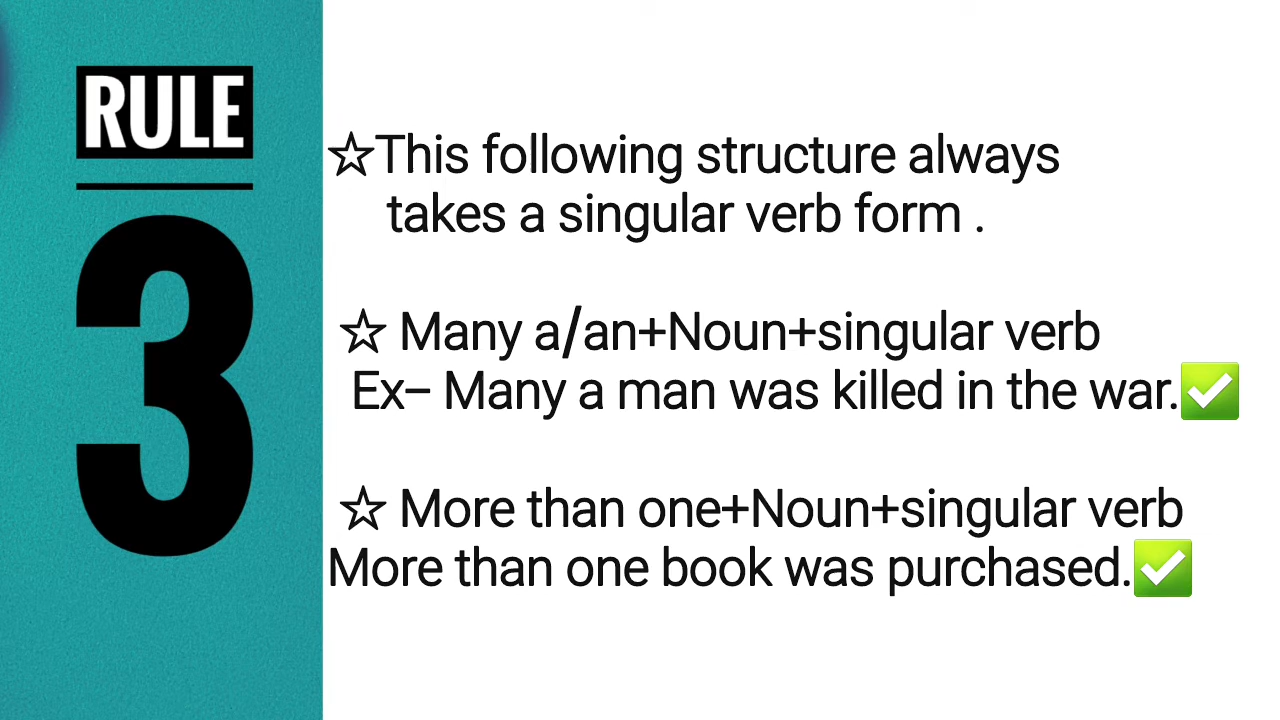 RULE
3
☆This following structure always
takes a singular verb form .
☆ Many a/an+Noun+singular verb
Ex– Many a man was killed in the war.✅
☆ More than one+Noun+singular verb
More than one book was purchased.✅